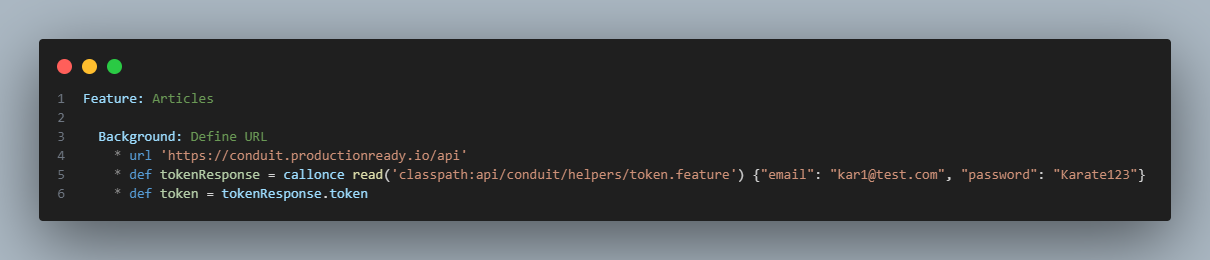 1 Feature: Articles
2
3 Background: Define URL
4 * url 'https://conduit.productionready.io/api'
5 * def tokenResponse = callonce read('classpath:api/conduit/helpers/token.feature') {"email": "kar1@test.com", "password": "Karate123"}
6 * def token = tokenResponse.token